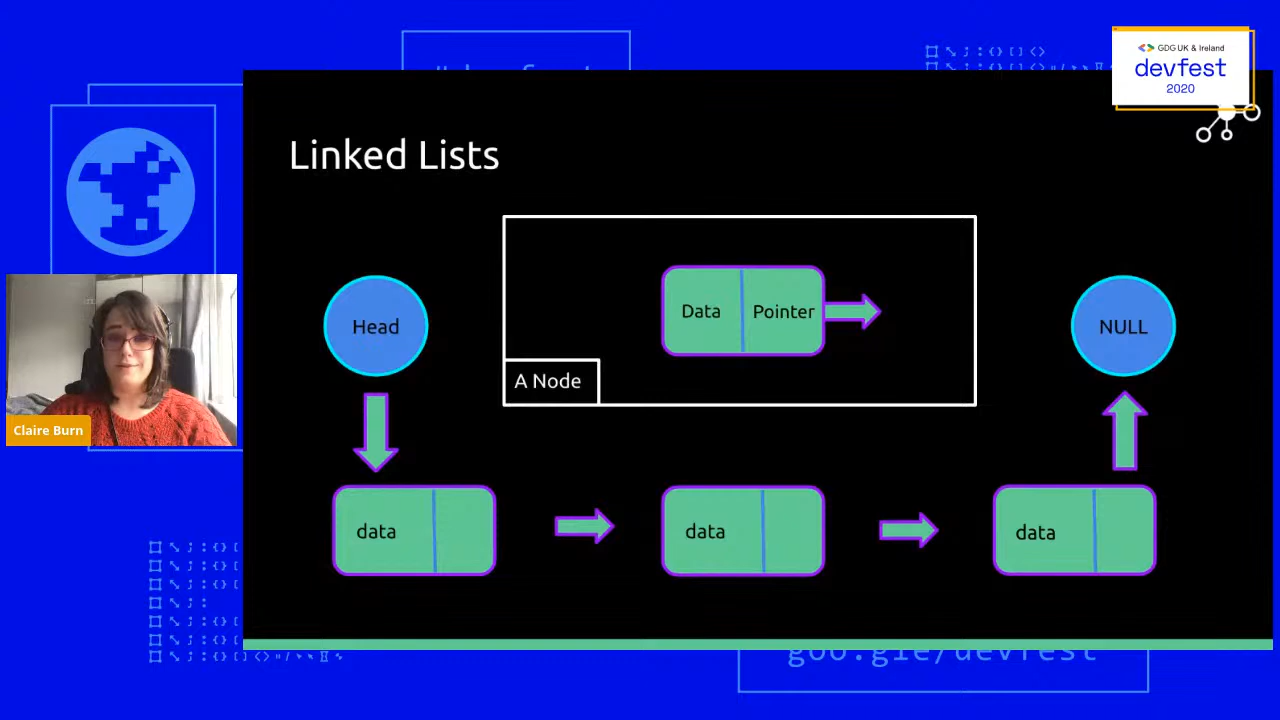 GDG UK & Ireland
devfest
2020
Linked Lists
Data
Pointer
Head
NULL
A Node
Claire Burn
data
data
data
goo.gle/devfest